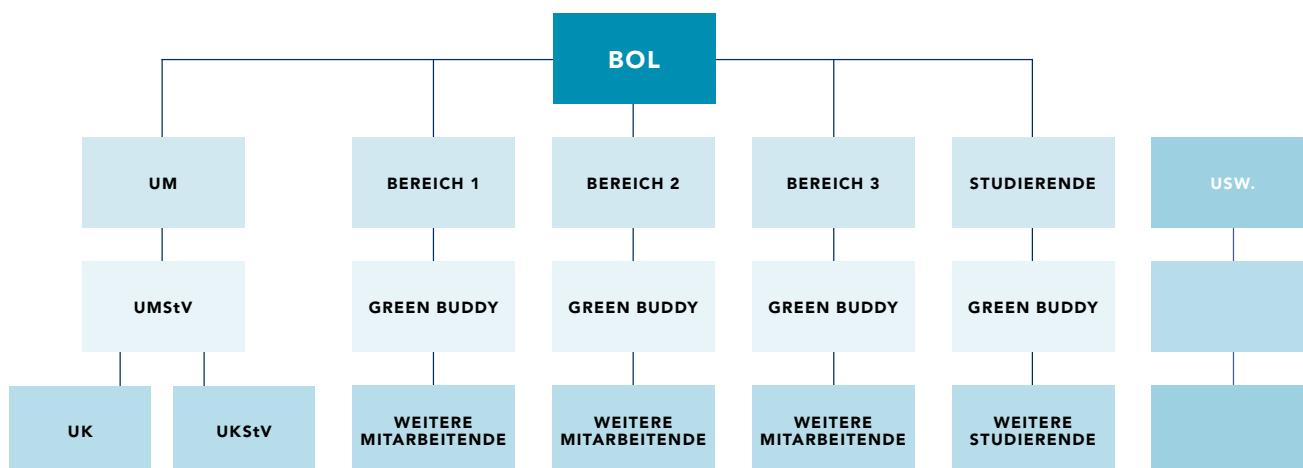 BOL
UM
BEREICH 1
BEREICH 2
BEREICH 3
STUDIERENDE
USW.
UMStV
GREEN BUDDY
GREEN BUDDY
GREEN BUDDY
GREEN BUDDY
UK
UKStV
WEITERE
MITARBEITENDE
WEITERE
MITARBEITENDE
WEITERE
MITARBEITENDE
WEITERE
STUDIERENDE